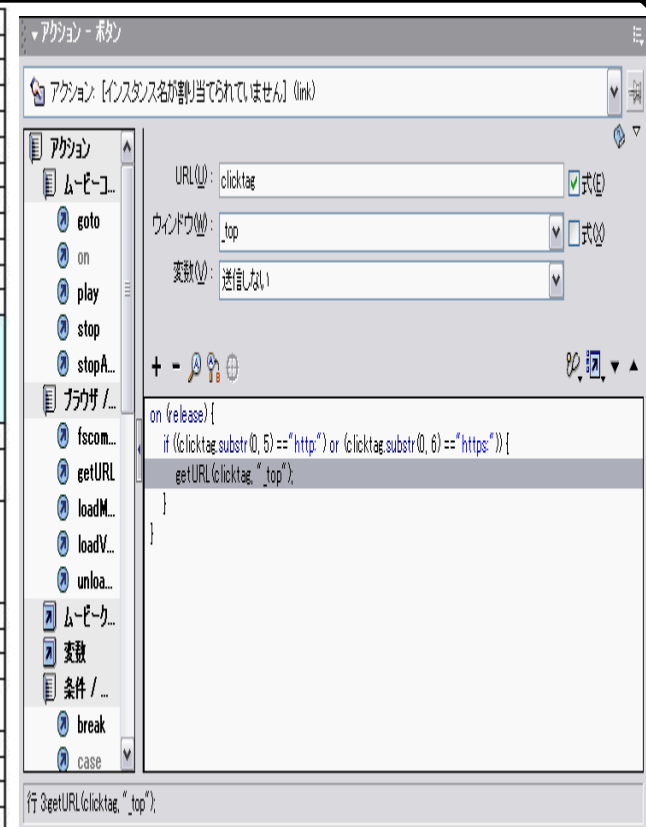 アクション - ボタン
アクション: [インスタンス名が割り当てられていません] (link)
アクション
ムービーコ...
goto
on
play
stop
stopA...
ブラウザ / ...
fscom...
getURL
loadM...
loadV...
unloa...
ムービーク...
変数
条件 / ...
break
case
URL(U) : clicktag
式(E)
ウィンドウ(W) : _top
式(X)
変数(V) : 送信しない
on (release) {
if ((clicktag.substr(0, 5) =="http:") or (clicktag.substr(0, 6) =="https:")) {
getURL(clicktag, "_top");
}
}
行 3:getURL(clicktag, "_top");